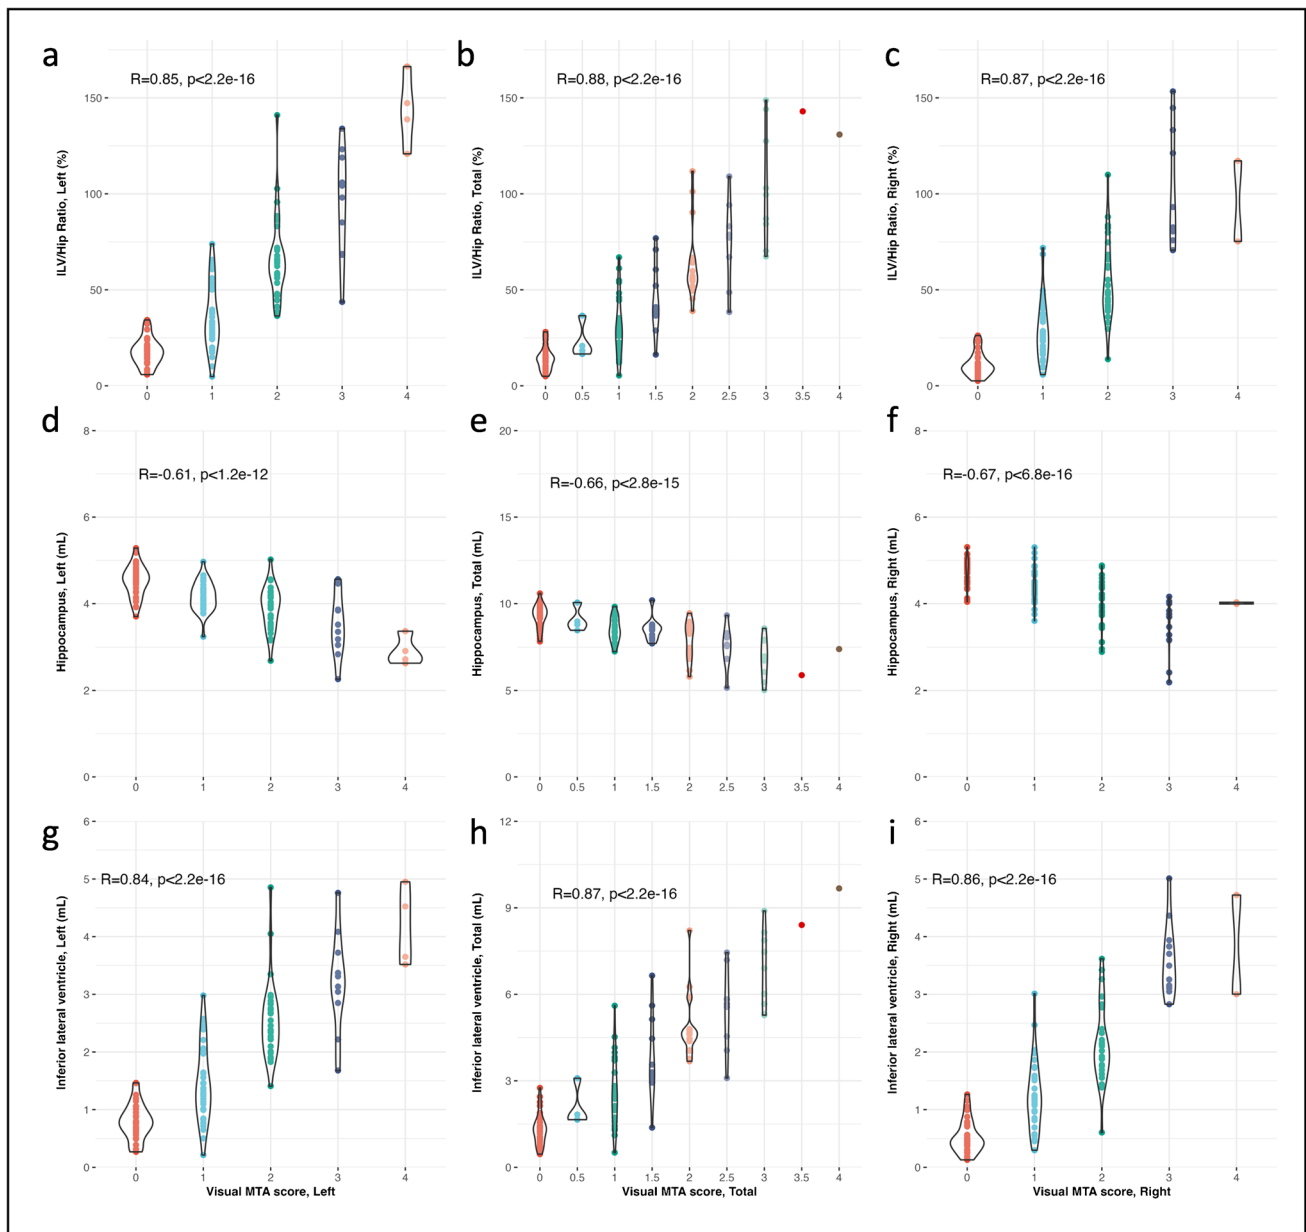 a
R=0.85, p<2.2e-16
ILV/Hip Ratio, Left (%)
150
100
50
0
0 1 2 3 4
b
R=0.88, p<2.2e-16
ILV/Hip Ratio, Total (%)
150
100
50
0
0 0.5 1 1.5 2 2.5 3 3.5 4
c
R=0.87, p<2.2e-16
ILV/Hip Ratio, Right (%)
150
100
50
0
0 1 2 3 4
d
R=-0.61, p<1.2e-12
Hippocampus, Left (mL)
8
6
4
2
0
0 1 2 3 4
e
R=-0.66, p<2.8e-15
Hippocampus, Total (mL)
20
15
10
5
0
0 0.5 1 1.5 2 2.5 3 3.5 4
f
R=-0.67, p<6.8e-16
Hippocampus, Right (mL)
8
6
4
2
0
0 1 2 3 4
g
R=0.84, p<2.2e-16
Inferior lateral ventricle, Left (mL)
6
5
4
3
2
1
0
0 1 2 3 4
Visual MTA score, Left
h
R=0.87, p<2.2e-16
Inferior lateral ventricle, Total (mL)
12
9
6
3
0
0 0.5 1 1.5 2 2.5 3 3.5 4
Visual MTA score, Total
i
R=0.86, p<2.2e-16
Inferior lateral ventricle, Right (mL)
6
5
4
3
2
1
0
0 1 2 3 4
Visual MTA score, Right